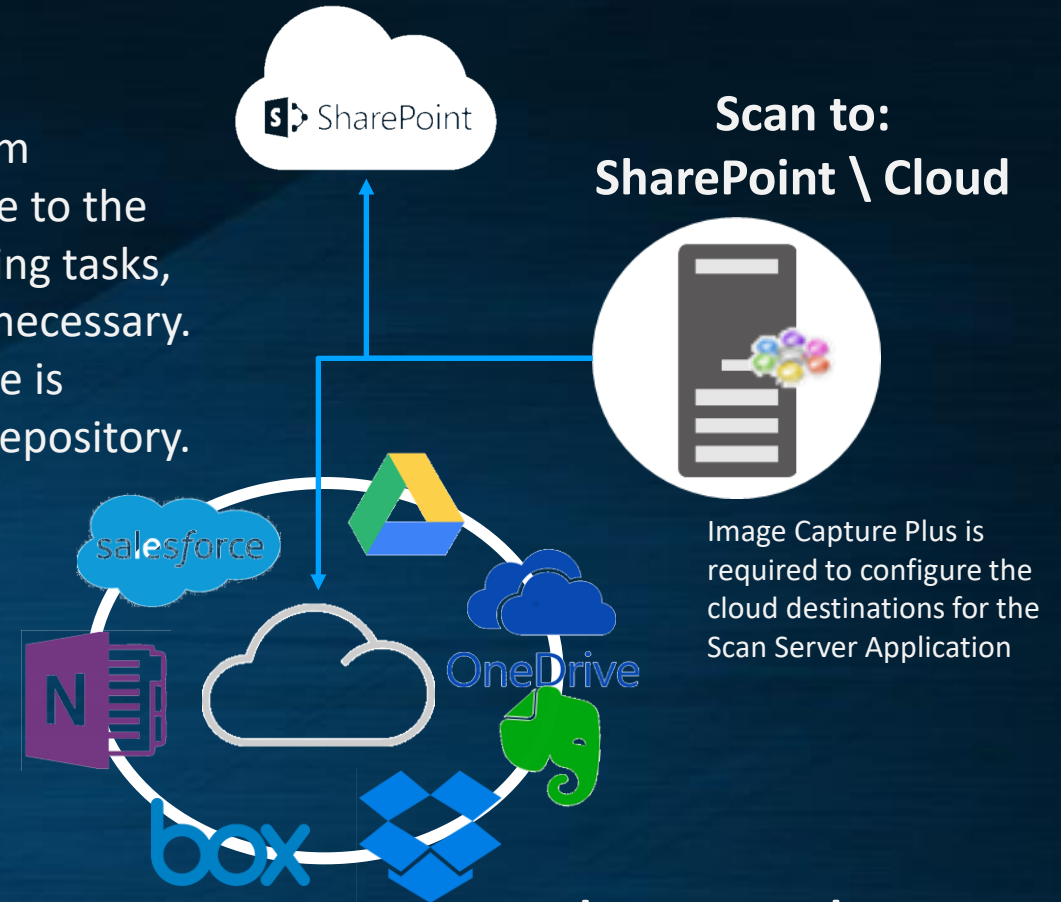 SharePoint
Scan to:
SharePoint \ Cloud
e to the
ing tasks,
necessary.
e is
epository.
salesforce
OneDrive
N
box
Image Capture Plus is
required to configure the
cloud destinations for the
Scan Server Application